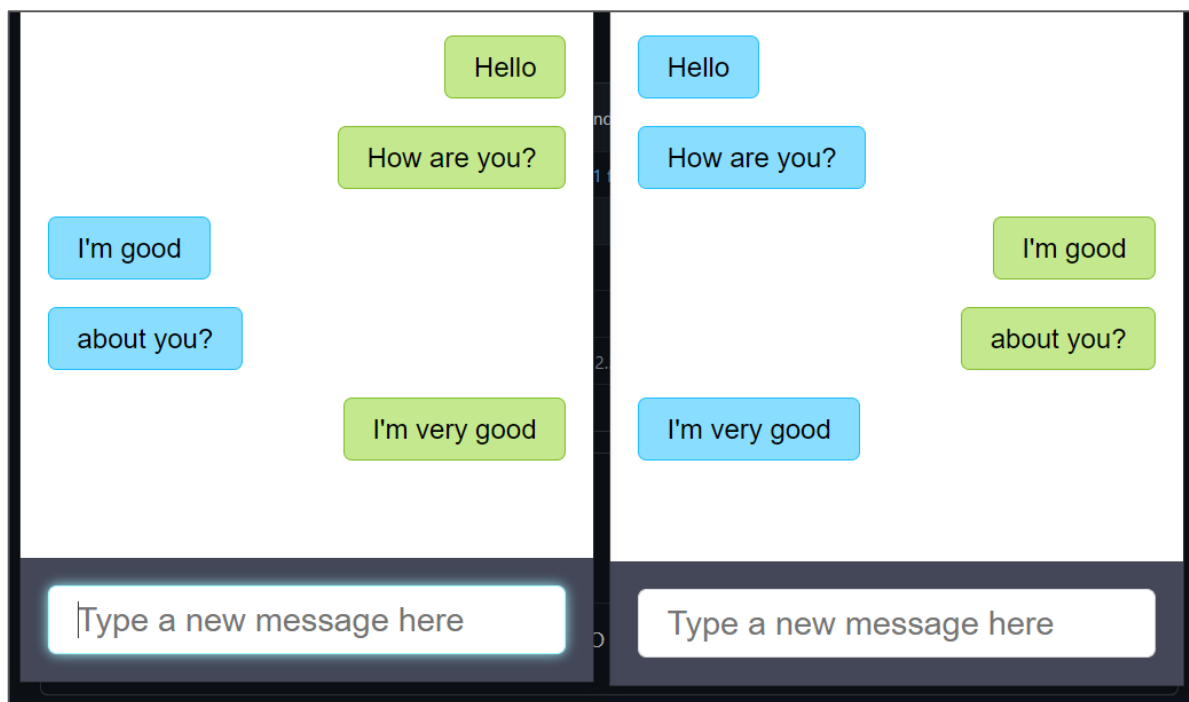 Hello
How are you?
I'm good
about you?
I'm very good
Type a new message here
Hello
How are you?
I'm good
about you?
I'm very good
Type a new message here